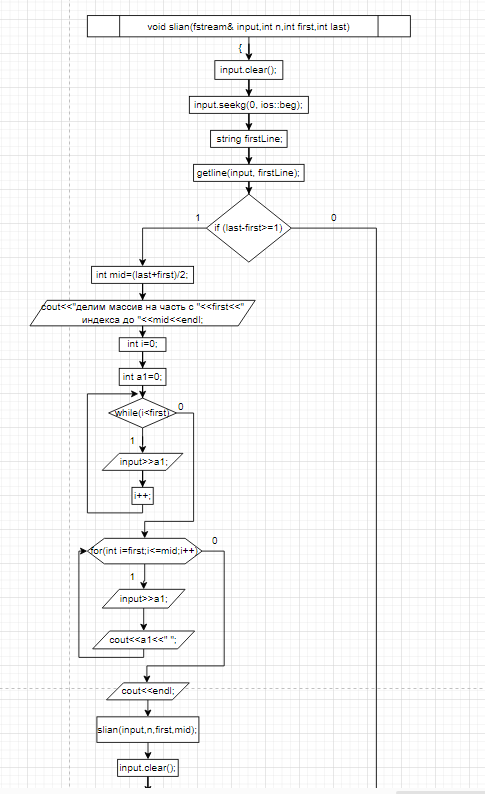 void slian(fstream& input,int n,int first,int last)
{
input.clear();
input.seekg(0, ios::beg);
string firstLine;
getline(input, firstLine);
1
0
if (last-first>=1)
int mid=(last+first)/2;
cout<<"делим массив на часть с "<<first<<"
индекса до "<<mid<<endl;
int i=0;
int a1=0;
0
while(i<first)
1
input>>a1;
i++;
0
for(int i=first;i<=mid;i++)
1
input>>a1;
cout<<a1<<" ";
cout<<endl;
slian(input,n,first,mid);
input.clear();